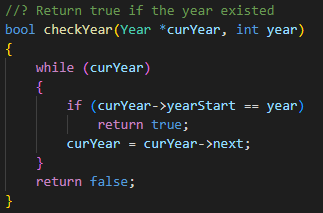 //? Return true if the year existed
bool checkYear(Year *curYear, int year)
{
    while (curYear)
    {
        if (curYear->yearStart == year)
            return true;
        curYear = curYear->next;
    }
    return false;
}